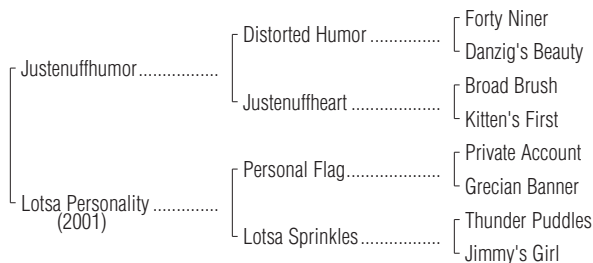 Forty Niner
Distorted Humor ................
Danzig's Beauty
Justenuffhumor ................
Broad Brush
Justenuffheart ...................
Kitten's First
Private Account
Personal Flag .....................
Grecian Banner
Lotsa Personality .............
(2001)
Thunder Puddles
Lotsa Sprinkles .................
Jimmy's Girl